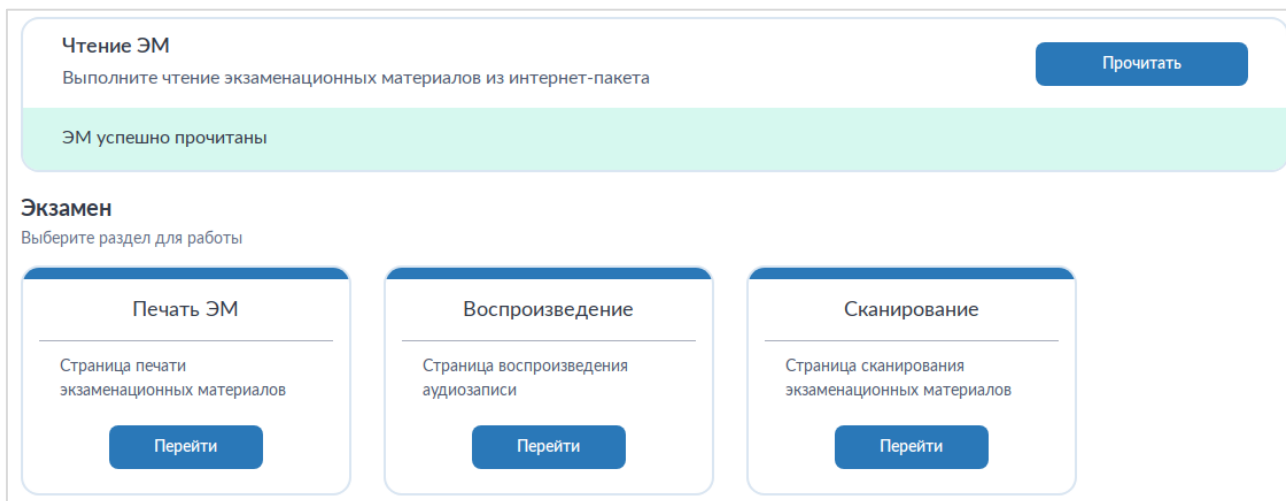 Чтение ЭМ
Прочитать
Выполните чтение экзаменационных материалов из интернет-пакета
ЭМ успешно прочитаны
Экзамен
Выберите раздел для работы
Печать ЭМ
Страница печати
экзаменационных материалов
Перейти
Воспроизведение
Страница воспроизведения
аудиозаписи
Перейти
Сканирование
Страница сканирования
экзаменационных материалов
Перейти